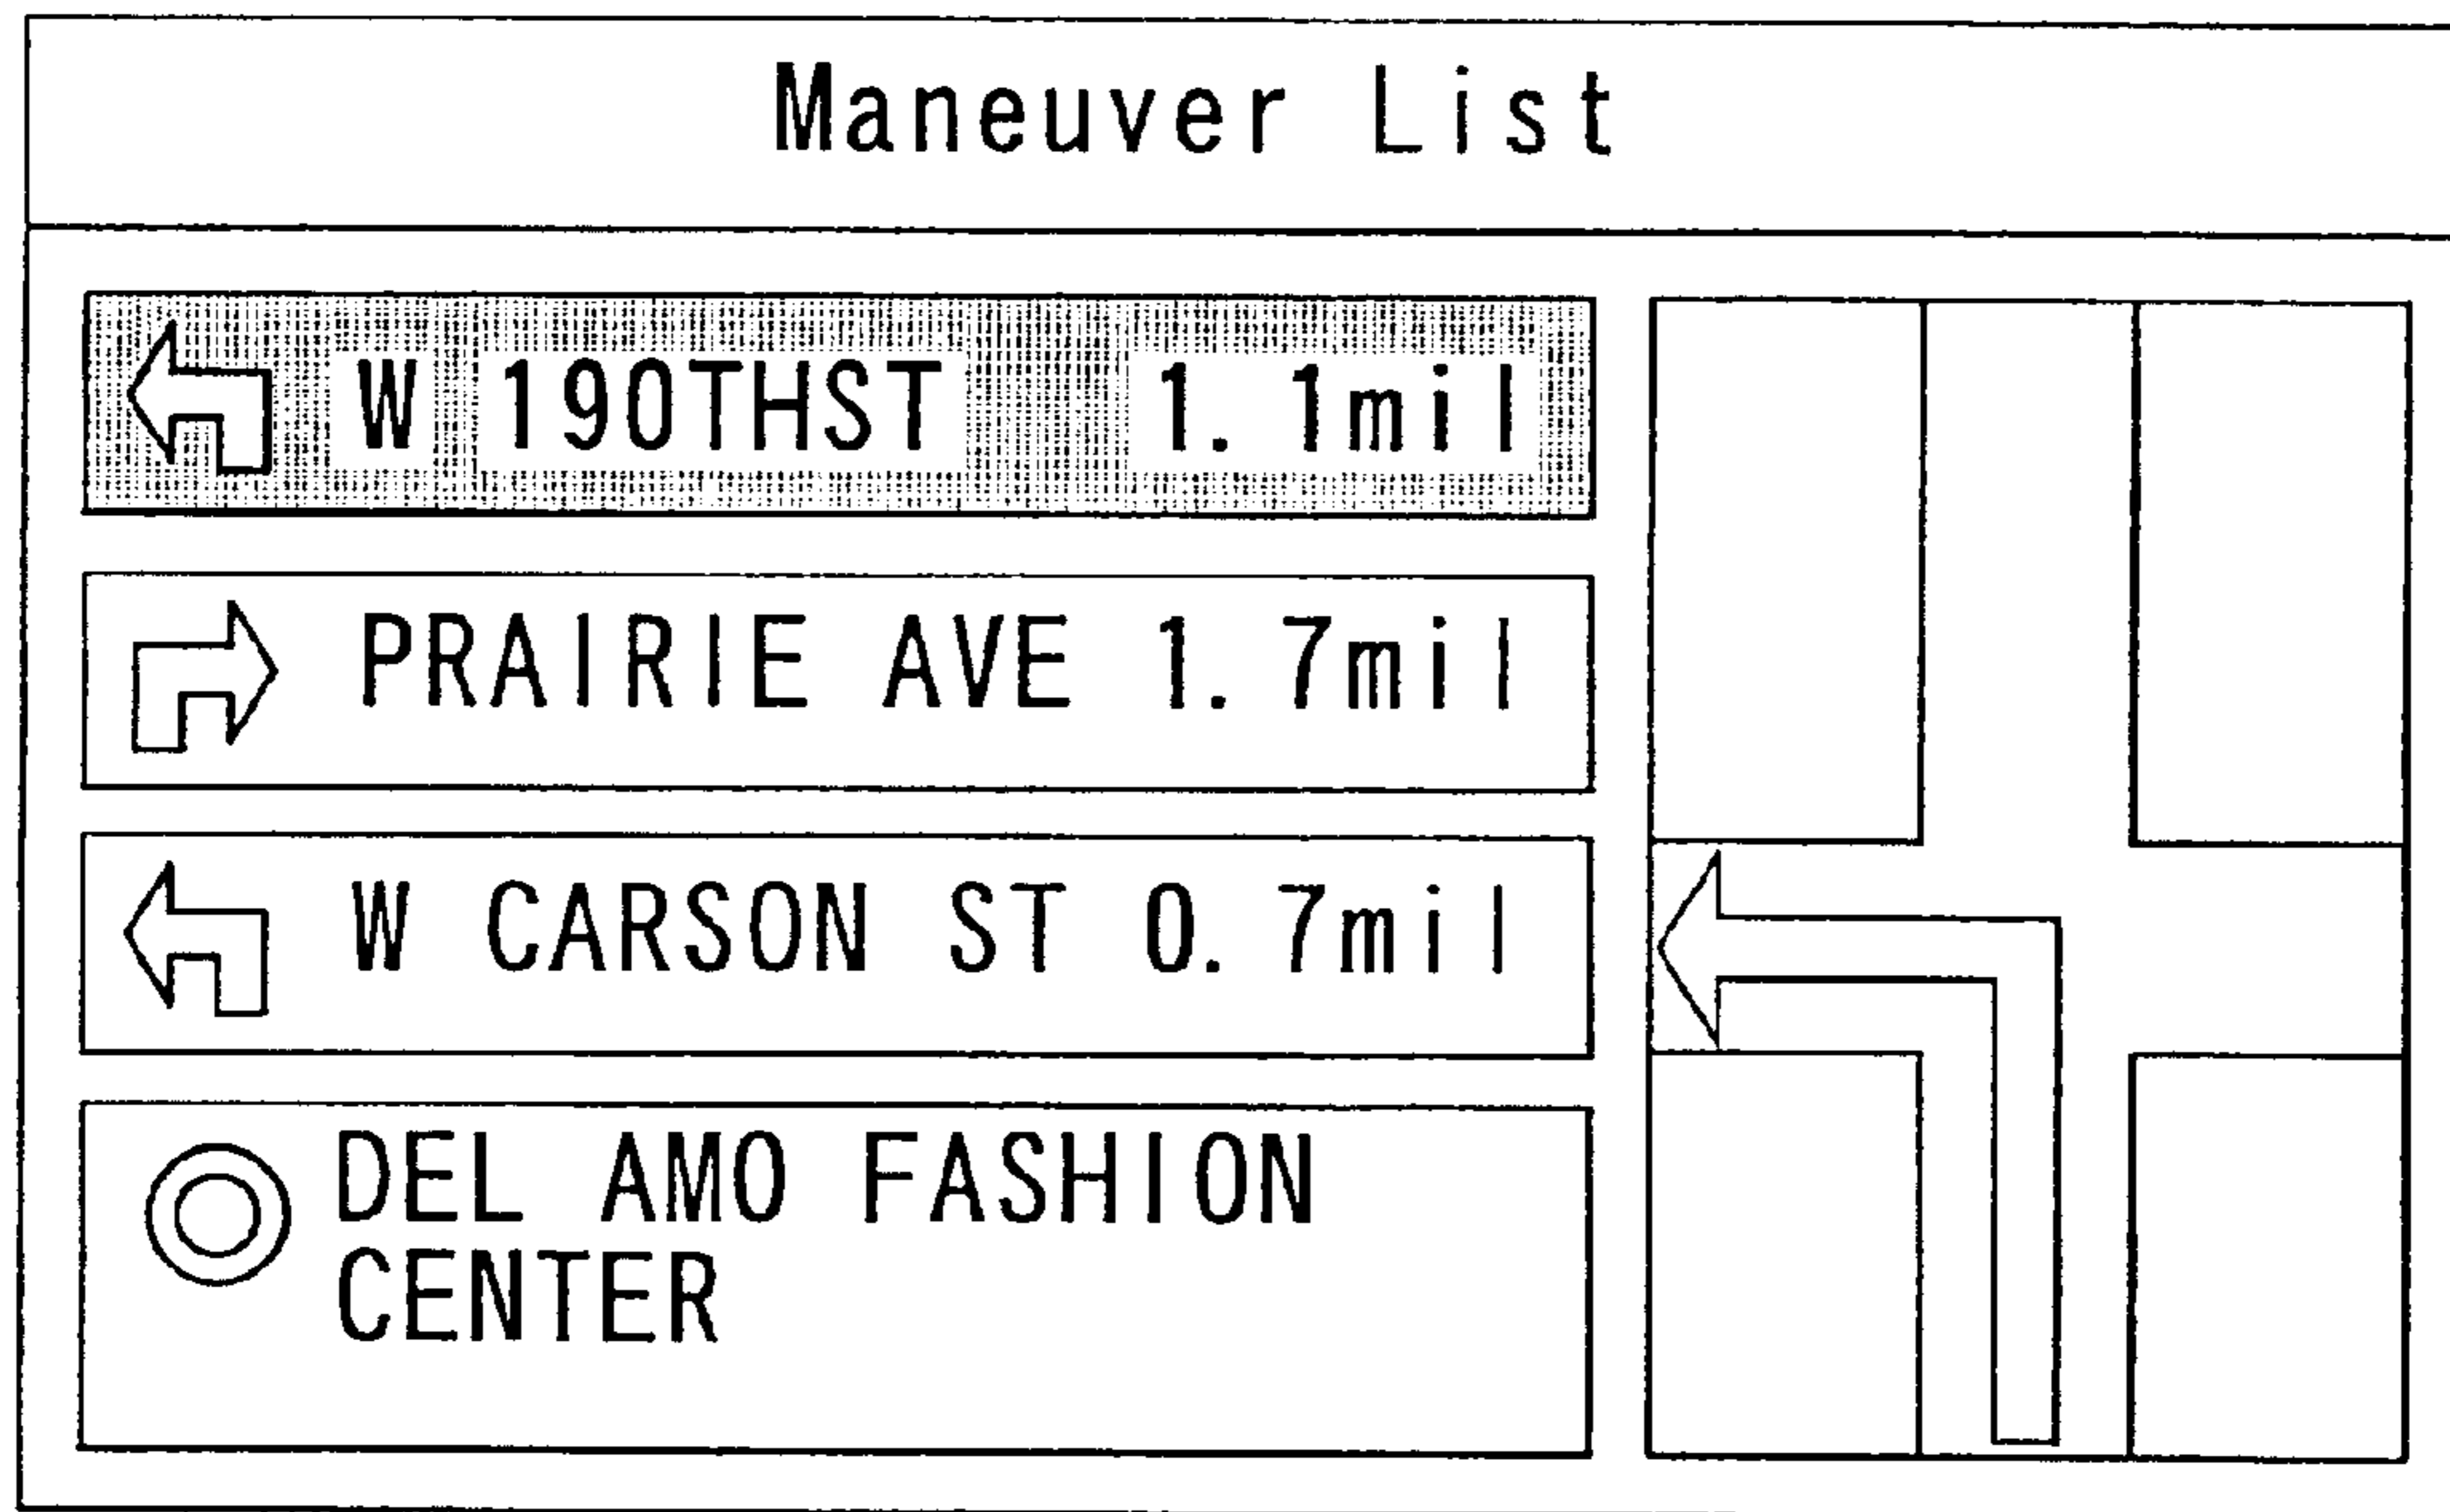 Maneuver List
W 190THST 1.1mil
PRAIRIE AVE 1.7mil
W CARSON ST 0.7mil
DEL AMO FASHION
CENTER